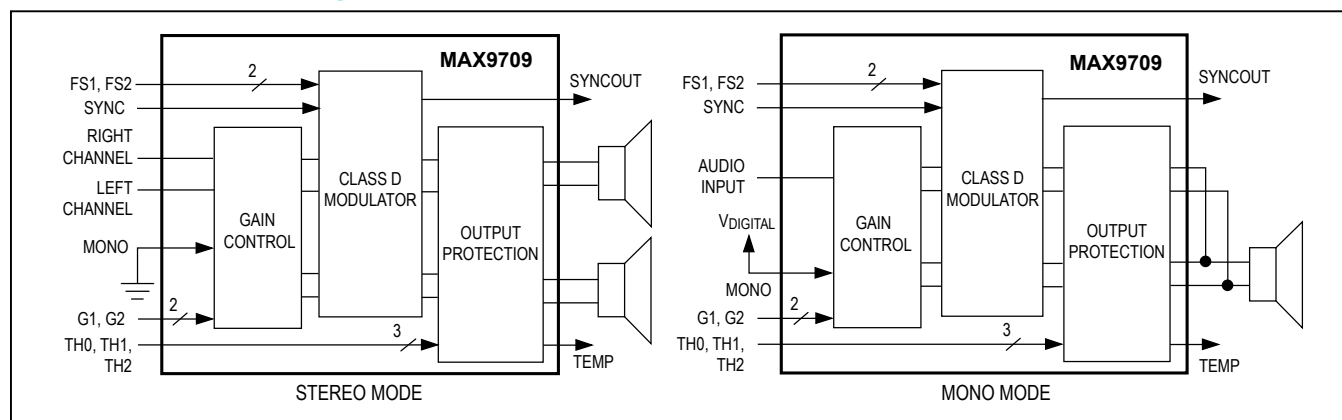 MAX9709
FS1, FS2
2
SYNCOUT
SYNC
RIGHT
CHANNEL
LEFT
CHANNEL
CLASS D
MODULATOR
GAIN
CONTROL
OUTPUT
PROTECTION
MONO
G1, G2
2
TH0, TH1,
TH2
3
TEMP
STEREO MODE
MAX9709
FS1, FS2
2
SYNCOUT
SYNC
AUDIO
INPUT
CLASS D
MODULATOR
VDIGITAL
GAIN
CONTROL
OUTPUT
PROTECTION
MONO
G1, G2
2
TH0, TH1,
TH2
3
TEMP
MONO MODE